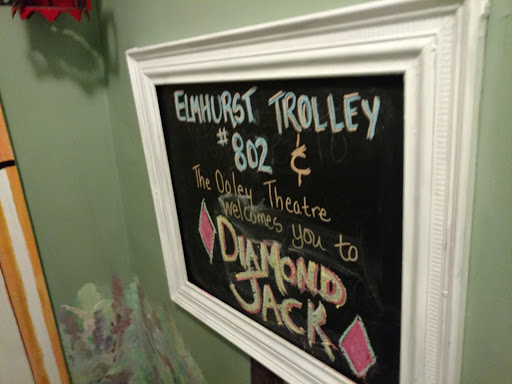 ELMHURST TROLLEY
# 802 &
The Ooley Theatre
welcomes you to
DIAMOND
JACK